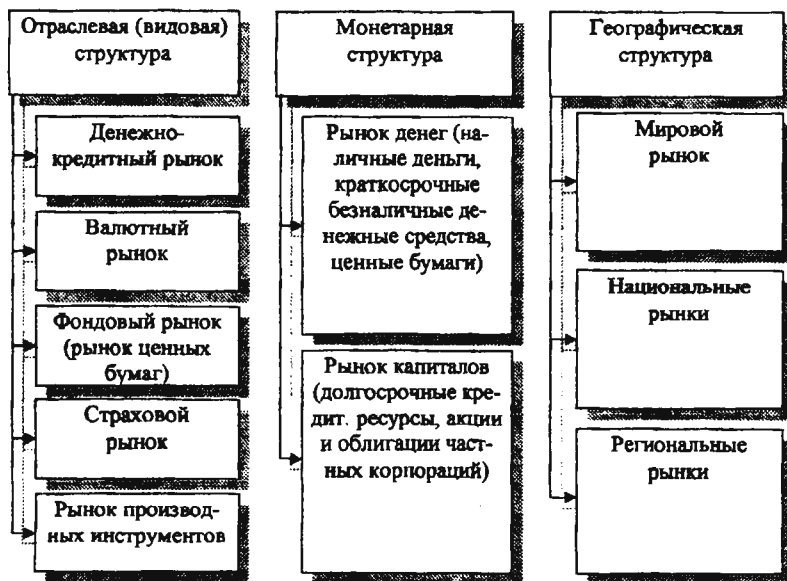 Отраслевая (видовая)
структура
Денежно-
кредитный рынок
Валютный
рынок
Фондовый рынок
(рынок ценных
бумаг)
Страховой
рынок
Рынок производ-
ных инструментов
Монетарная
структура
Рынок денег (на-
личные деньги,
краткосрочные
безналичные де-
нежные средства,
ценные бумаги)
Рынок капиталов
(долгосрочные кре-
дит. ресурсы, акции
и облигации част-
ных корпораций)
Географическая
структура
Мировой
рынок
Национальные
рынки
Региональные
рынки